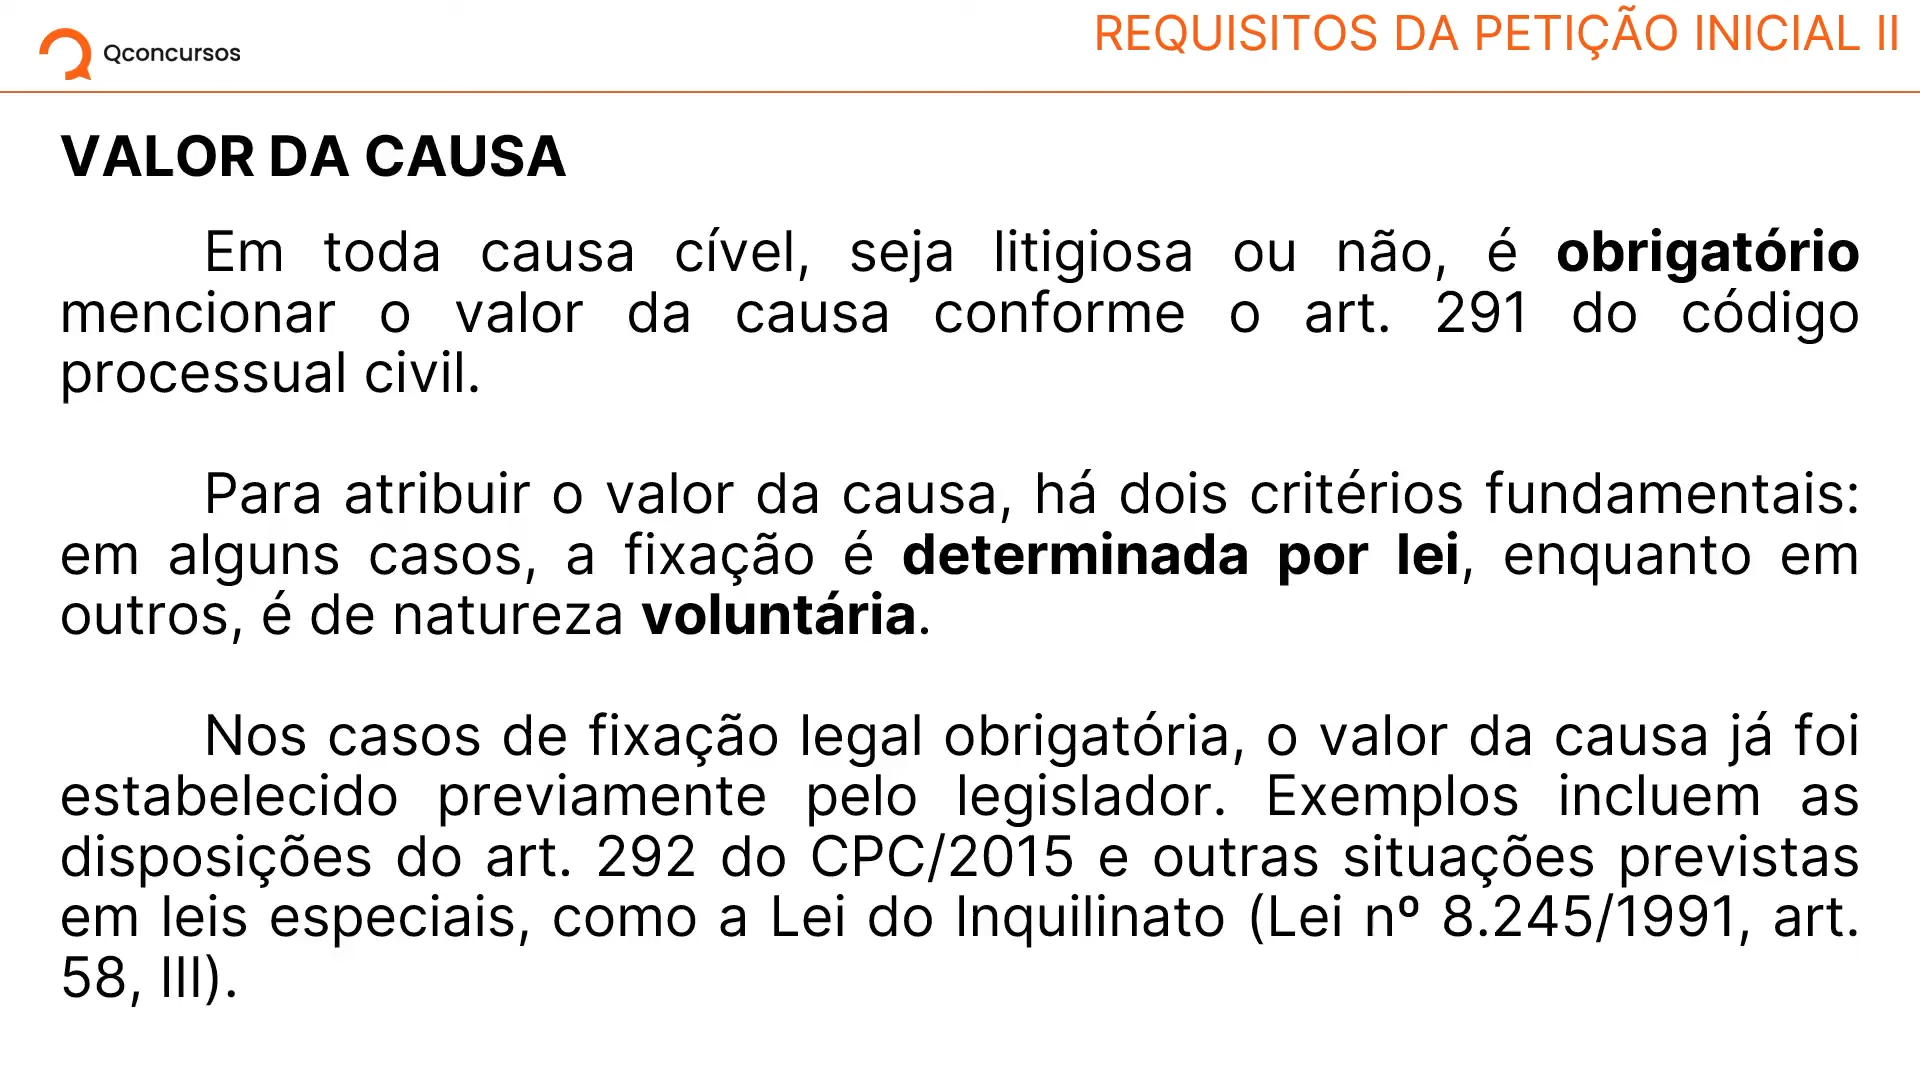 Qconcursos
REQUISITOS DA PETIÇÃO INICIAL II
VALOR DA CAUSA
Em toda causa cível, seja litigiosa ou não, é obrigatório
mencionar o valor da causa conforme o art. 291 do código
processual civil.
Para atribuir o valor da causa, há dois critérios fundamentais:
em alguns casos, a fixação é determinada por lei, enquanto em
outros, é de natureza voluntária.
Nos casos de fixação legal obrigatória, o valor da causa já foi
estabelecido previamente pelo legislador. Exemplos incluem as
disposições do art. 292 do CPC/2015 e outras situações previstas
em leis especiais, como a Lei do Inquilinato (Lei nº 8.245/1991, art.
58, III).